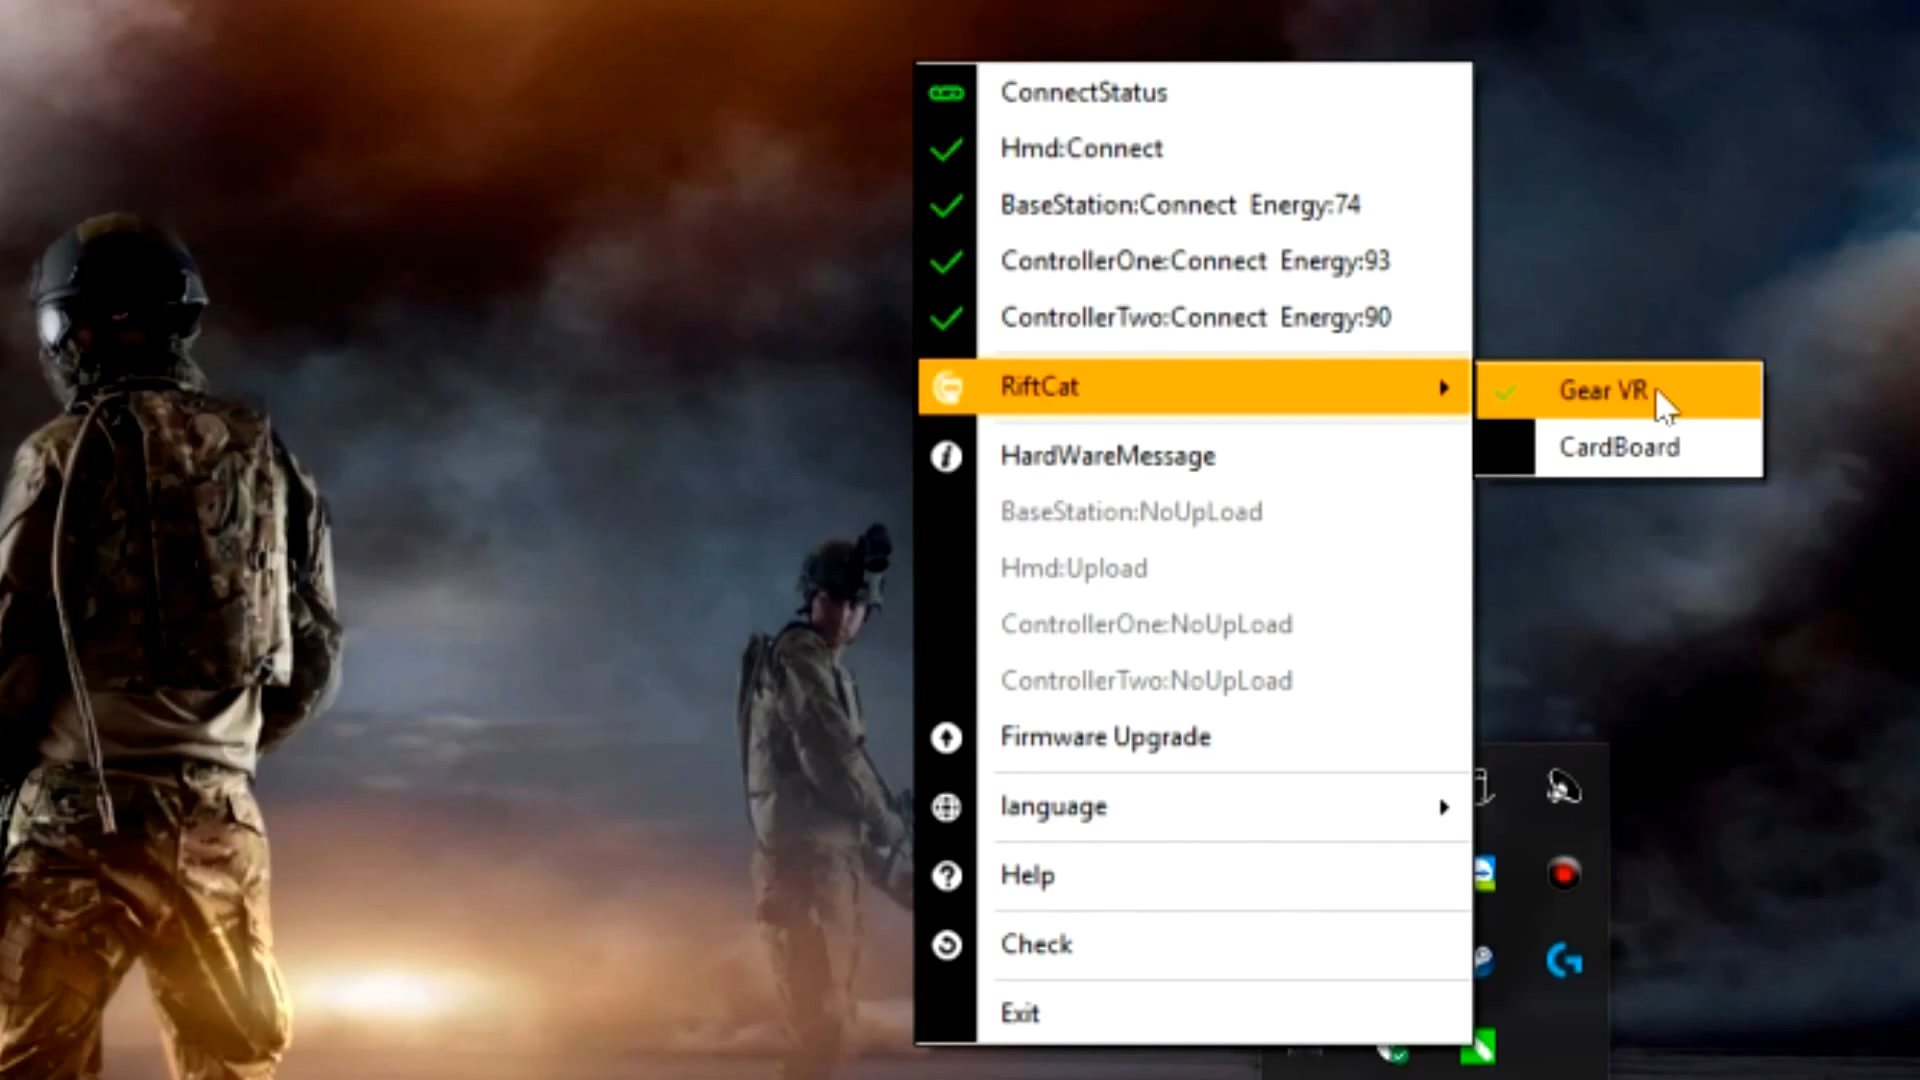 ConnectStatus
Hmd:Connect
BaseStation:Connect Energy:74
ControllerOne:Connect Energy:93
ControllerTwo:Connect Energy:90
RiftCat
Gear VR
CardBoard
HardWareMessage
BaseStation:NoUpLoad
Hmd:Upload
ControllerOne:NoUpLoad
ControllerTwo:NoUpLoad
Firmware Upgrade
language
Help
Check
Exit